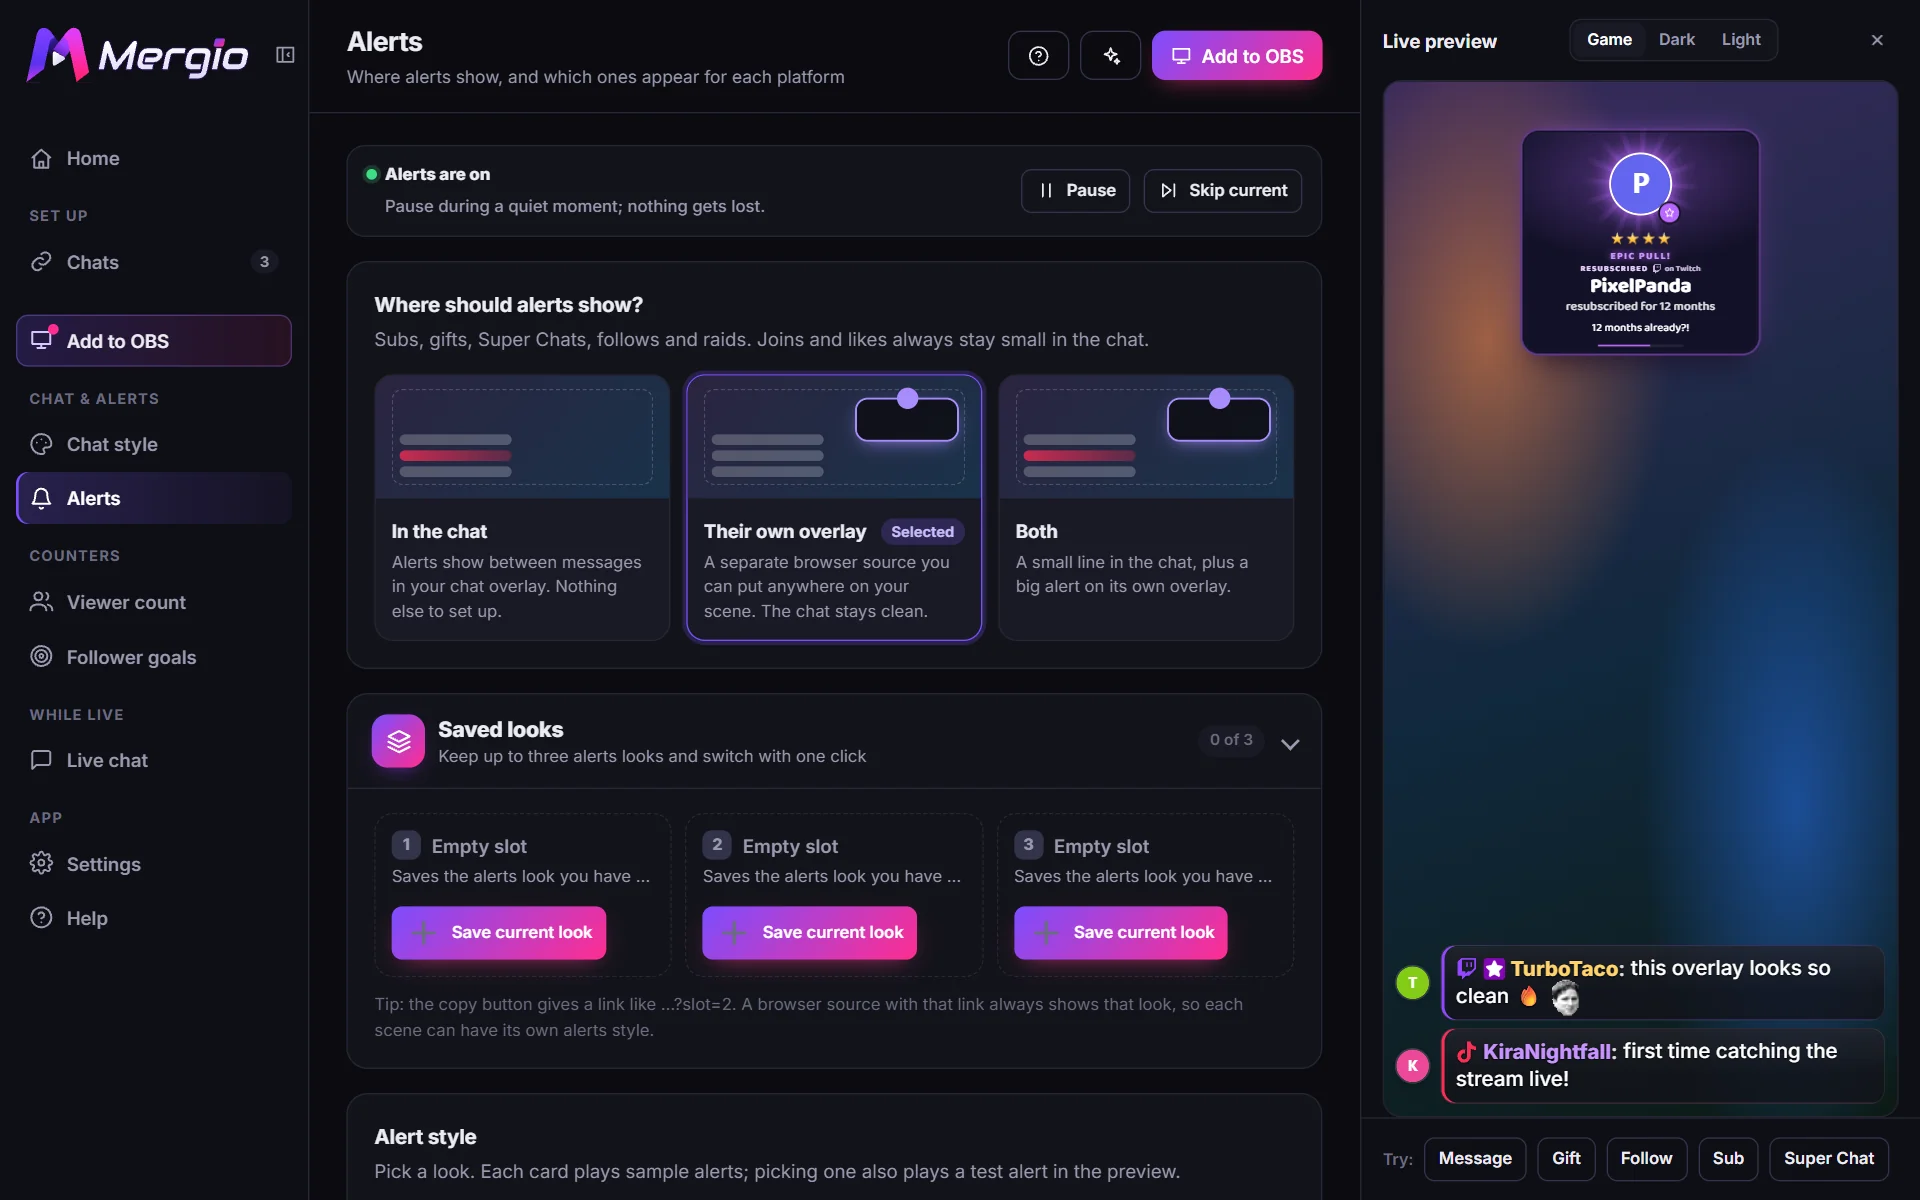 Mergio
Home
SET UP
Chats
3
Add to OBS
CHAT & ALERTS
Chat style
Alerts
COUNTERS
Viewer count
Follower goals
WHILE LIVE
Live chat
APP
Settings
Help
Alerts
Where alerts show, and which ones appear for each platform
Add to OBS
Alerts are on
Pause during a quiet moment; nothing gets lost.
Pause
Skip current
Where should alerts show?
Subs, gifts, Super Chats, follows and raids. Joins and likes always stay small in the chat.
In the chat
Alerts show between messages
in your chat overlay. Nothing
else to set up.
Their own overlay
Selected
A separate browser source you
can put anywhere on your
scene. The chat stays clean.
Both
A small line in the chat, plus a
big alert on its own overlay.
Saved looks
Keep up to three alerts looks and switch with one click
0 of 3
1
Empty slot
Saves the alerts look you have ...
Save current look
2
Empty slot
Saves the alerts look you have ...
Save current look
3
Empty slot
Saves the alerts look you have ...
Save current look
Tip: the copy button gives a link like ...?slot=2. A browser source with that link always shows that look, so each
scene can have its own alerts style.
Alert style
Pick a look. Each card plays sample alerts; picking one also plays a test alert in the preview.
Live preview
Game
Dark
Light
P
EPIC PULL!
RESUBSCRIBED on Twitch
PixelPanda
resubscribed for 12 months
12 months already?!
T
TurboTaco: this overlay looks so
clean
K
KiraNightfall: first time catching the
stream live!
Try:
Message
Gift
Follow
Sub
Super Chat